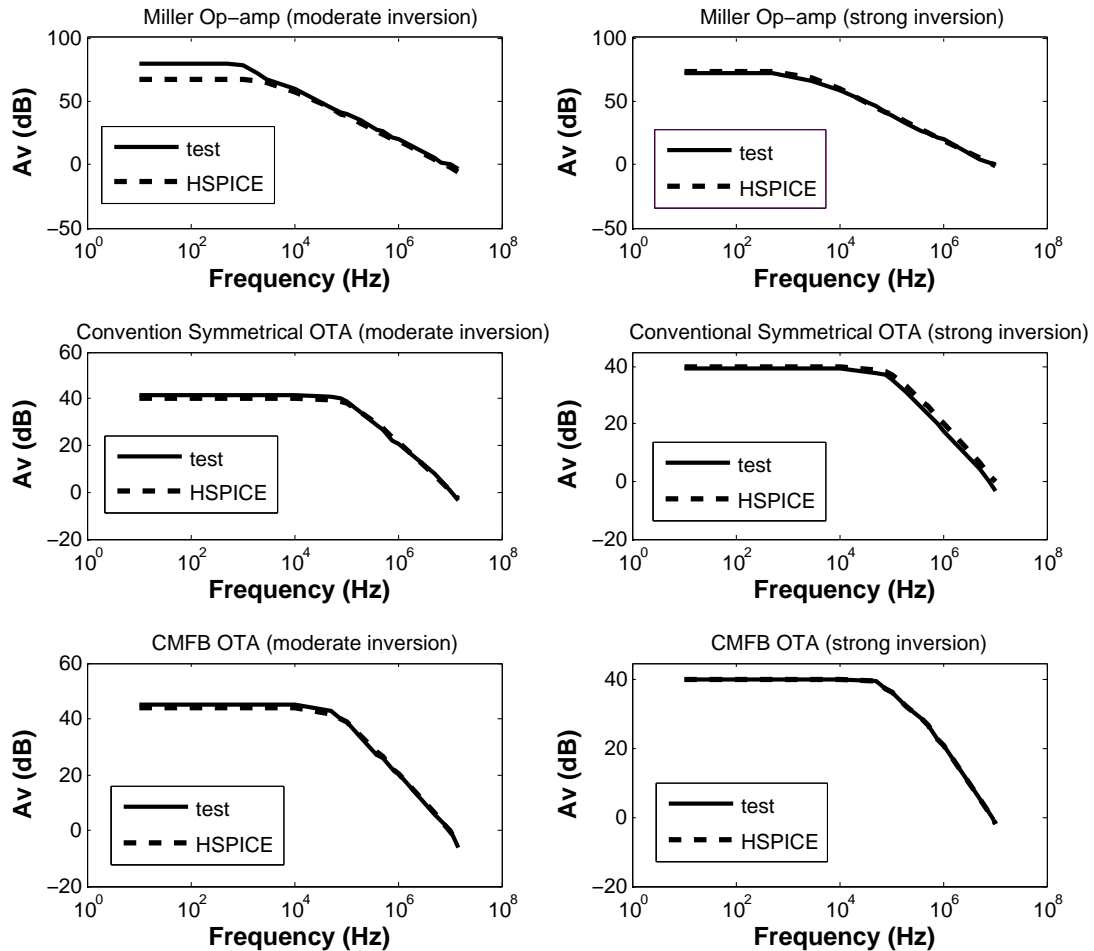 Miller Op−amp (moderate inversion)
Av (dB)
100
50
0
−50
test
HSPICE
10^0 10^2 10^4 10^6 10^8
Frequency (Hz)
Miller Op−amp (strong inversion)
Av (dB)
100
50
0
−50
test
HSPICE
10^0 10^2 10^4 10^6 10^8
Frequency (Hz)
Convention Symmetrical OTA (moderate inversion)
Av (dB)
60
40
20
0
−20
test
HSPICE
10^0 10^2 10^4 10^6 10^8
Frequency (Hz)
Conventional Symmetrical OTA (strong inversion)
Av (dB)
40
20
0
−20
test
HSPICE
10^0 10^2 10^4 10^6 10^8
Frequency (Hz)
CMFB OTA (moderate inversion)
Av (dB)
60
40
20
0
−20
test
HSPICE
10^0 10^2 10^4 10^6 10^8
Frequency (Hz)
CMFB OTA (strong inversion)
Av (dB)
40
20
0
−20
test
HSPICE
10^0 10^2 10^4 10^6 10^8
Frequency (Hz)